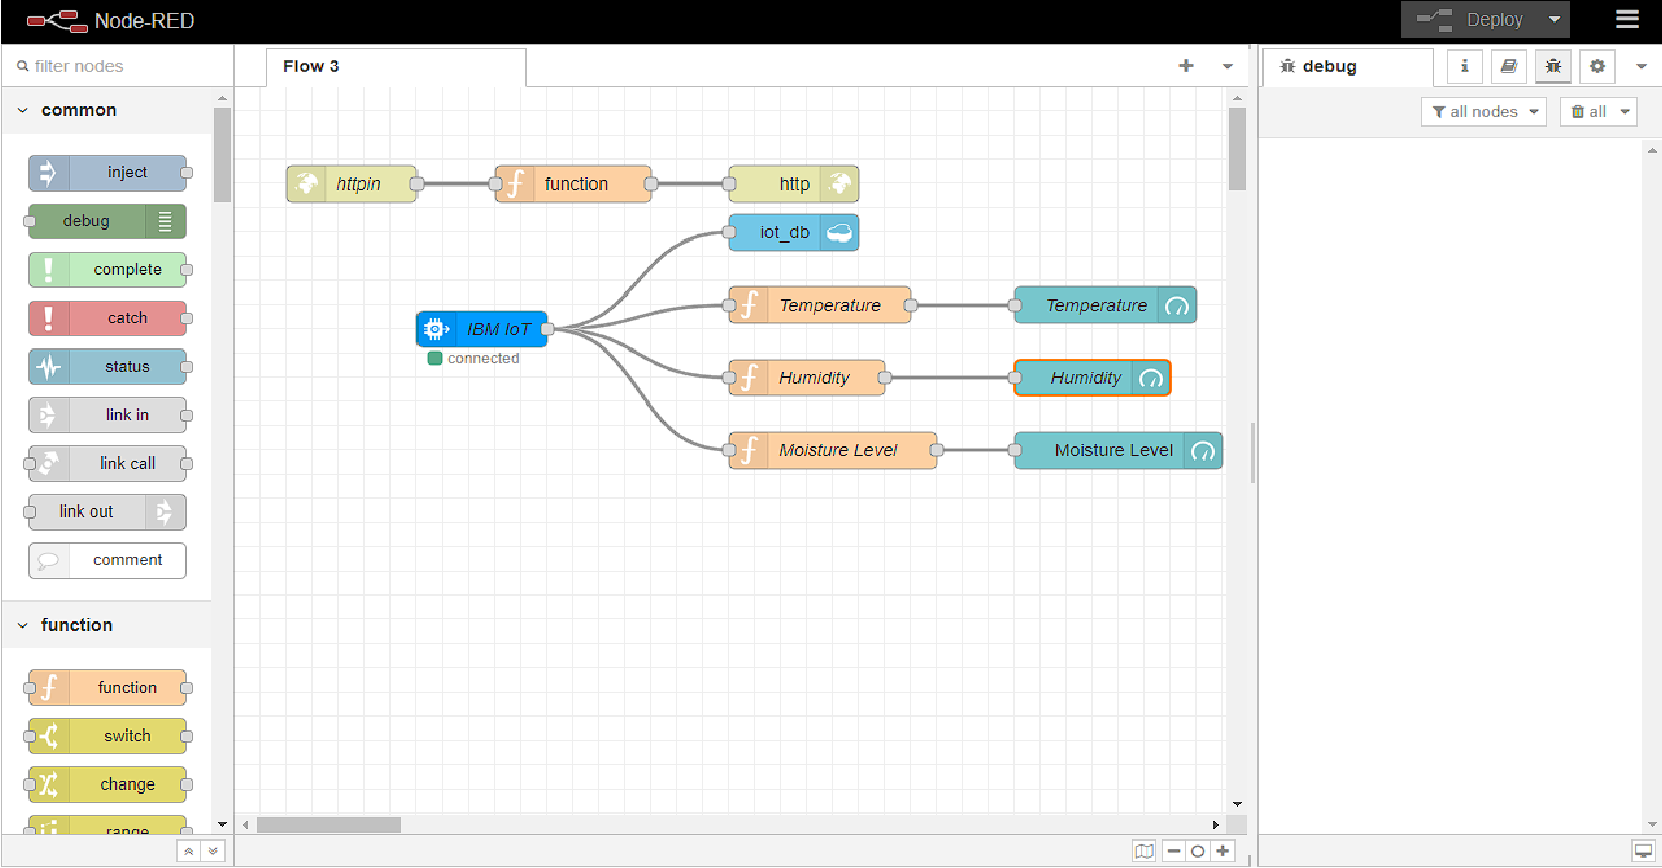 Node-RED
Deploy
filter nodes
Flow 3
debug
common
all nodes
all
inject
debug
complete
catch
status
link in
link call
link out
comment
function
function
switch
change
range
httpin
function
http
iot_db
IBM IoT
connected
Temperature
Temperature
Humidity
Humidity
Moisture Level
Moisture Level